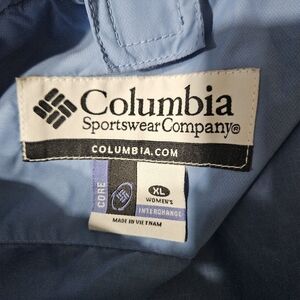 Columbia
Sportswear Company®
COLUMBIA.COM
CORE
XL
WOMEN'S
INTERCHANGE
MADE IN VIETNAM